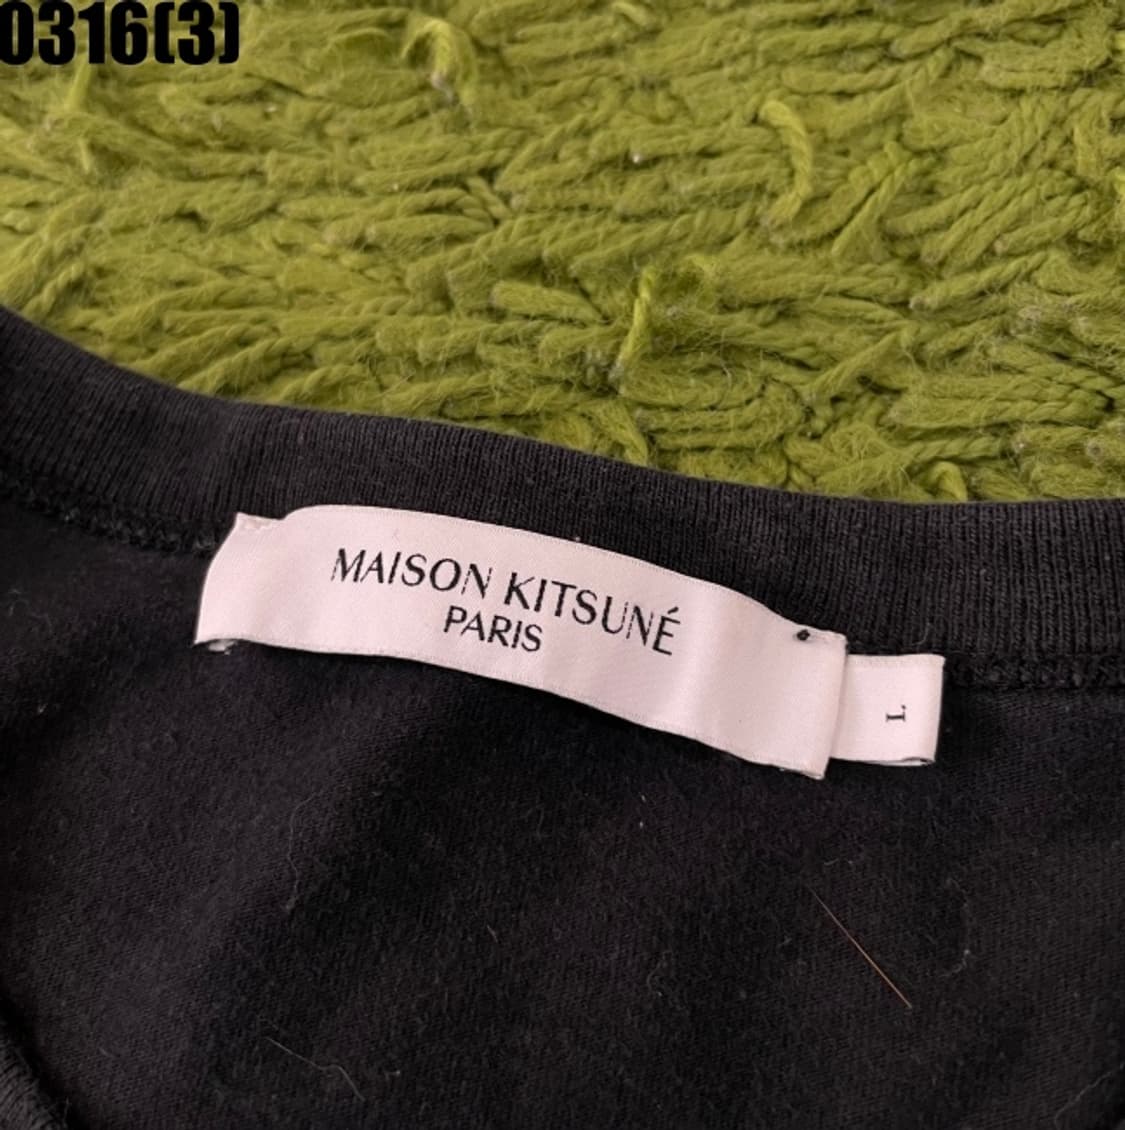 0316(3)
MAISON KITSUNÉ
PARIS
L